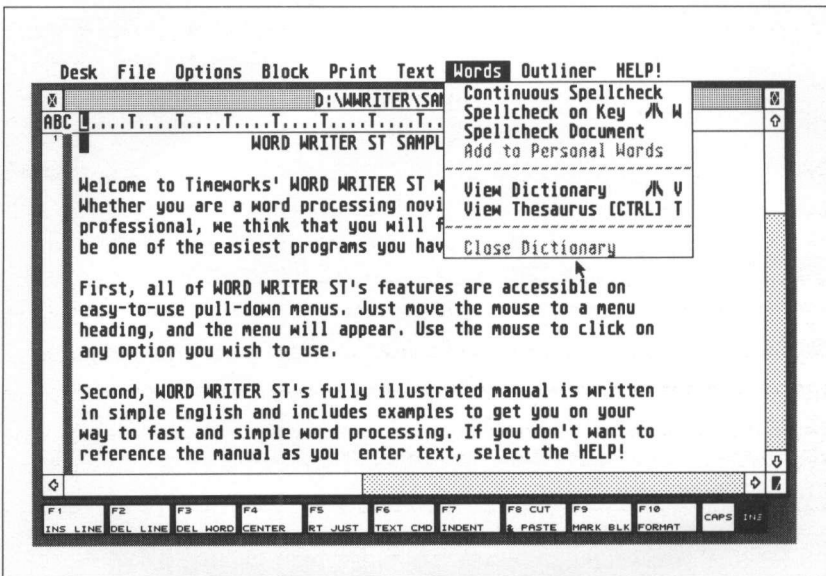 Desk File Options Block Print Text Words Outliner HELP!
D:\WWRITER\SAM
ABC L....T....T....T....T....T....T....T..
Continuous Spellcheck
Spellcheck on Key W
Spellcheck Document
Add to Personal Words
View Dictionary V
View Thesaurus [CTRL] T
Close Dictionary
1
WORD WRITER ST SAMPL
Welcome to Timeworks' WORD WRITER ST w
Whether you are a word processing novi
professional, we think that you will f
be one of the easiest programs you hav
First, all of WORD WRITER ST's features are accessible on
easy-to-use pull-down menus. Just move the mouse to a menu
heading, and the menu will appear. Use the mouse to click on
any option you wish to use.
Second, WORD WRITER ST's fully illustrated manual is written
in simple English and includes examples to get you on your
way to fast and simple word processing. If you don't want to
reference the manual as you enter text, select the HELP!
F1 F2 F3 F4 F5 F6 F7 F8 CUT F9 F10
INS LINE DEL LINE DEL WORD CENTER RT JUST TEXT CMD INDENT & PASTE MARK BLK FORMAT CAPS INS